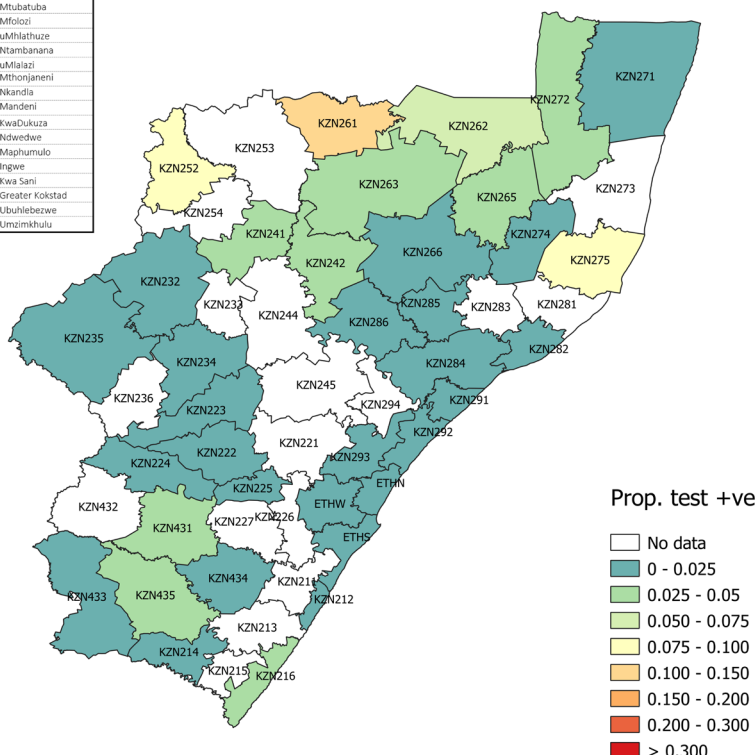 Mtubatuba
Mfolozi
uMhlathuze
Ntambanana
uMlalazi
Mthonjaneni
Nkandla
Mandeni
KwaDukuza
Ndwedwe
Maphumulo
Ingwe
Kwa Sani
Greater Kokstad
Ubuhlebezwe
Umzimkhulu
KZN271
KZN272
KZN261
KZN262
KZN253
KZN252
KZN263
KZN273
KZN265
KZN254
KZN241
KZN274
KZN266
KZN242
KZN275
KZN232
KZN233
KZN285
KZN283
KZN281
KZN244
KZN286
KZN235
KZN282
KZN234
KZN284
KZN245
KZN236
KZN291
KZN294
KZN223
KZN292
KZN221
KZN222
KZN293
KZN224
ETHN
KZN225
Prop. test +ve
ETHW
KZN432
KZN227
KZN226
KZN431
ETHS
No data
0 - 0.025
KZN434
KZN211
KZN433
KZN435
0.025 - 0.05
KZN212
0.050 - 0.075
KZN213
0.075 - 0.100
KZN214
KZN215
0.100 - 0.150
KZN216
0.150 - 0.200
0.200 - 0.300
> 0.300